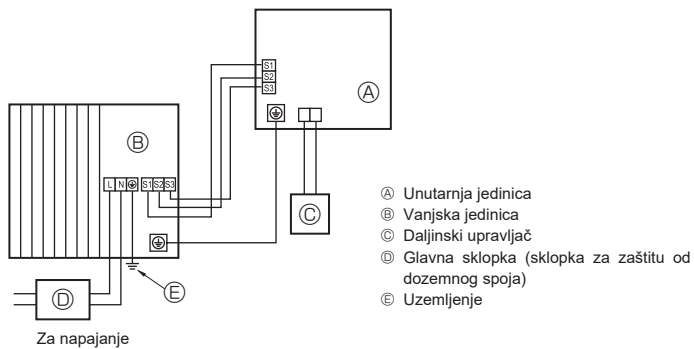 S1
S2
S3
Ⓐ
Ⓑ
L N S1 S2 S3
Ⓒ
Ⓓ
Ⓔ
Za napajanje
Ⓐ Unutarnja jedinica
Ⓑ Vanjska jedinica
Ⓒ Daljinski upravljač
Ⓓ Glavna sklopka (sklopka za zaštitu od
dozemnog spoja)
Ⓔ Uzemljenje